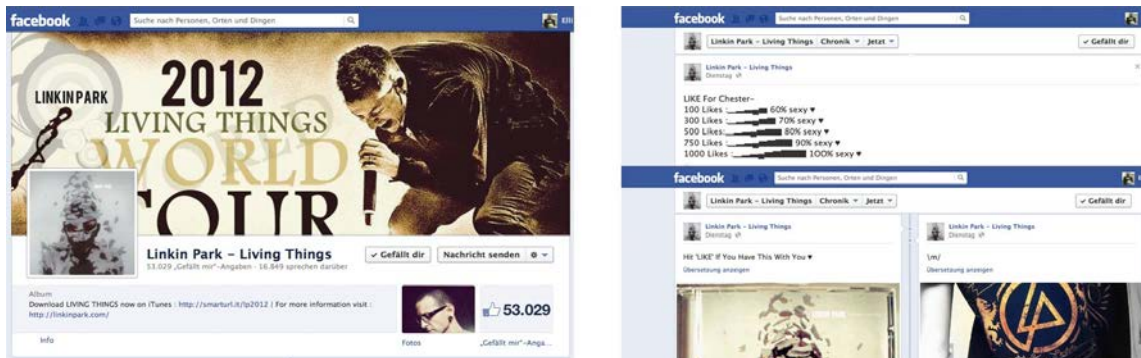 facebook
Suche nach Personen, Orten und Dingen
Elli
LINKIN PARK
2012
LIVING THINGS
WORLD
TOUR
Linkin Park – Living Things
53.029 „Gefällt mir“-Angaben · 16.849 sprechen darüber
✓ Gefällt dir
Nachricht senden
Album
Download LIVING THINGS now on iTunes : http://smarturl.it/lp2012 | For more information visit :
http://linkinpark.com/
Info
53.029
Fotos
„Gefällt mir“-Anga...
facebook
Suche nach Personen, Orten und Dingen
Linkin Park – Living Things Chronik Jetzt
✓ Gefällt dir
Linkin Park – Living Things
Dienstag
LIKE For Chester~
100 Likes : 60% sexy ♥
300 Likes : 70% sexy ♥
500 Likes: 80% sexy ♥
750 Likes : 90% sexy ♥
1000 Likes : 100% sexy ♥
facebook
Suche nach Personen, Orten und Dingen
Linkin Park – Living Things Chronik Jetzt
✓ Gefällt dir
Linkin Park – Living Things
Dienstag
Hit 'LIKE' If You Have This With You ♥
Übersetzung anzeigen
Linkin Park – Living Things
Dienstag
\m/
Übersetzung anzeigen